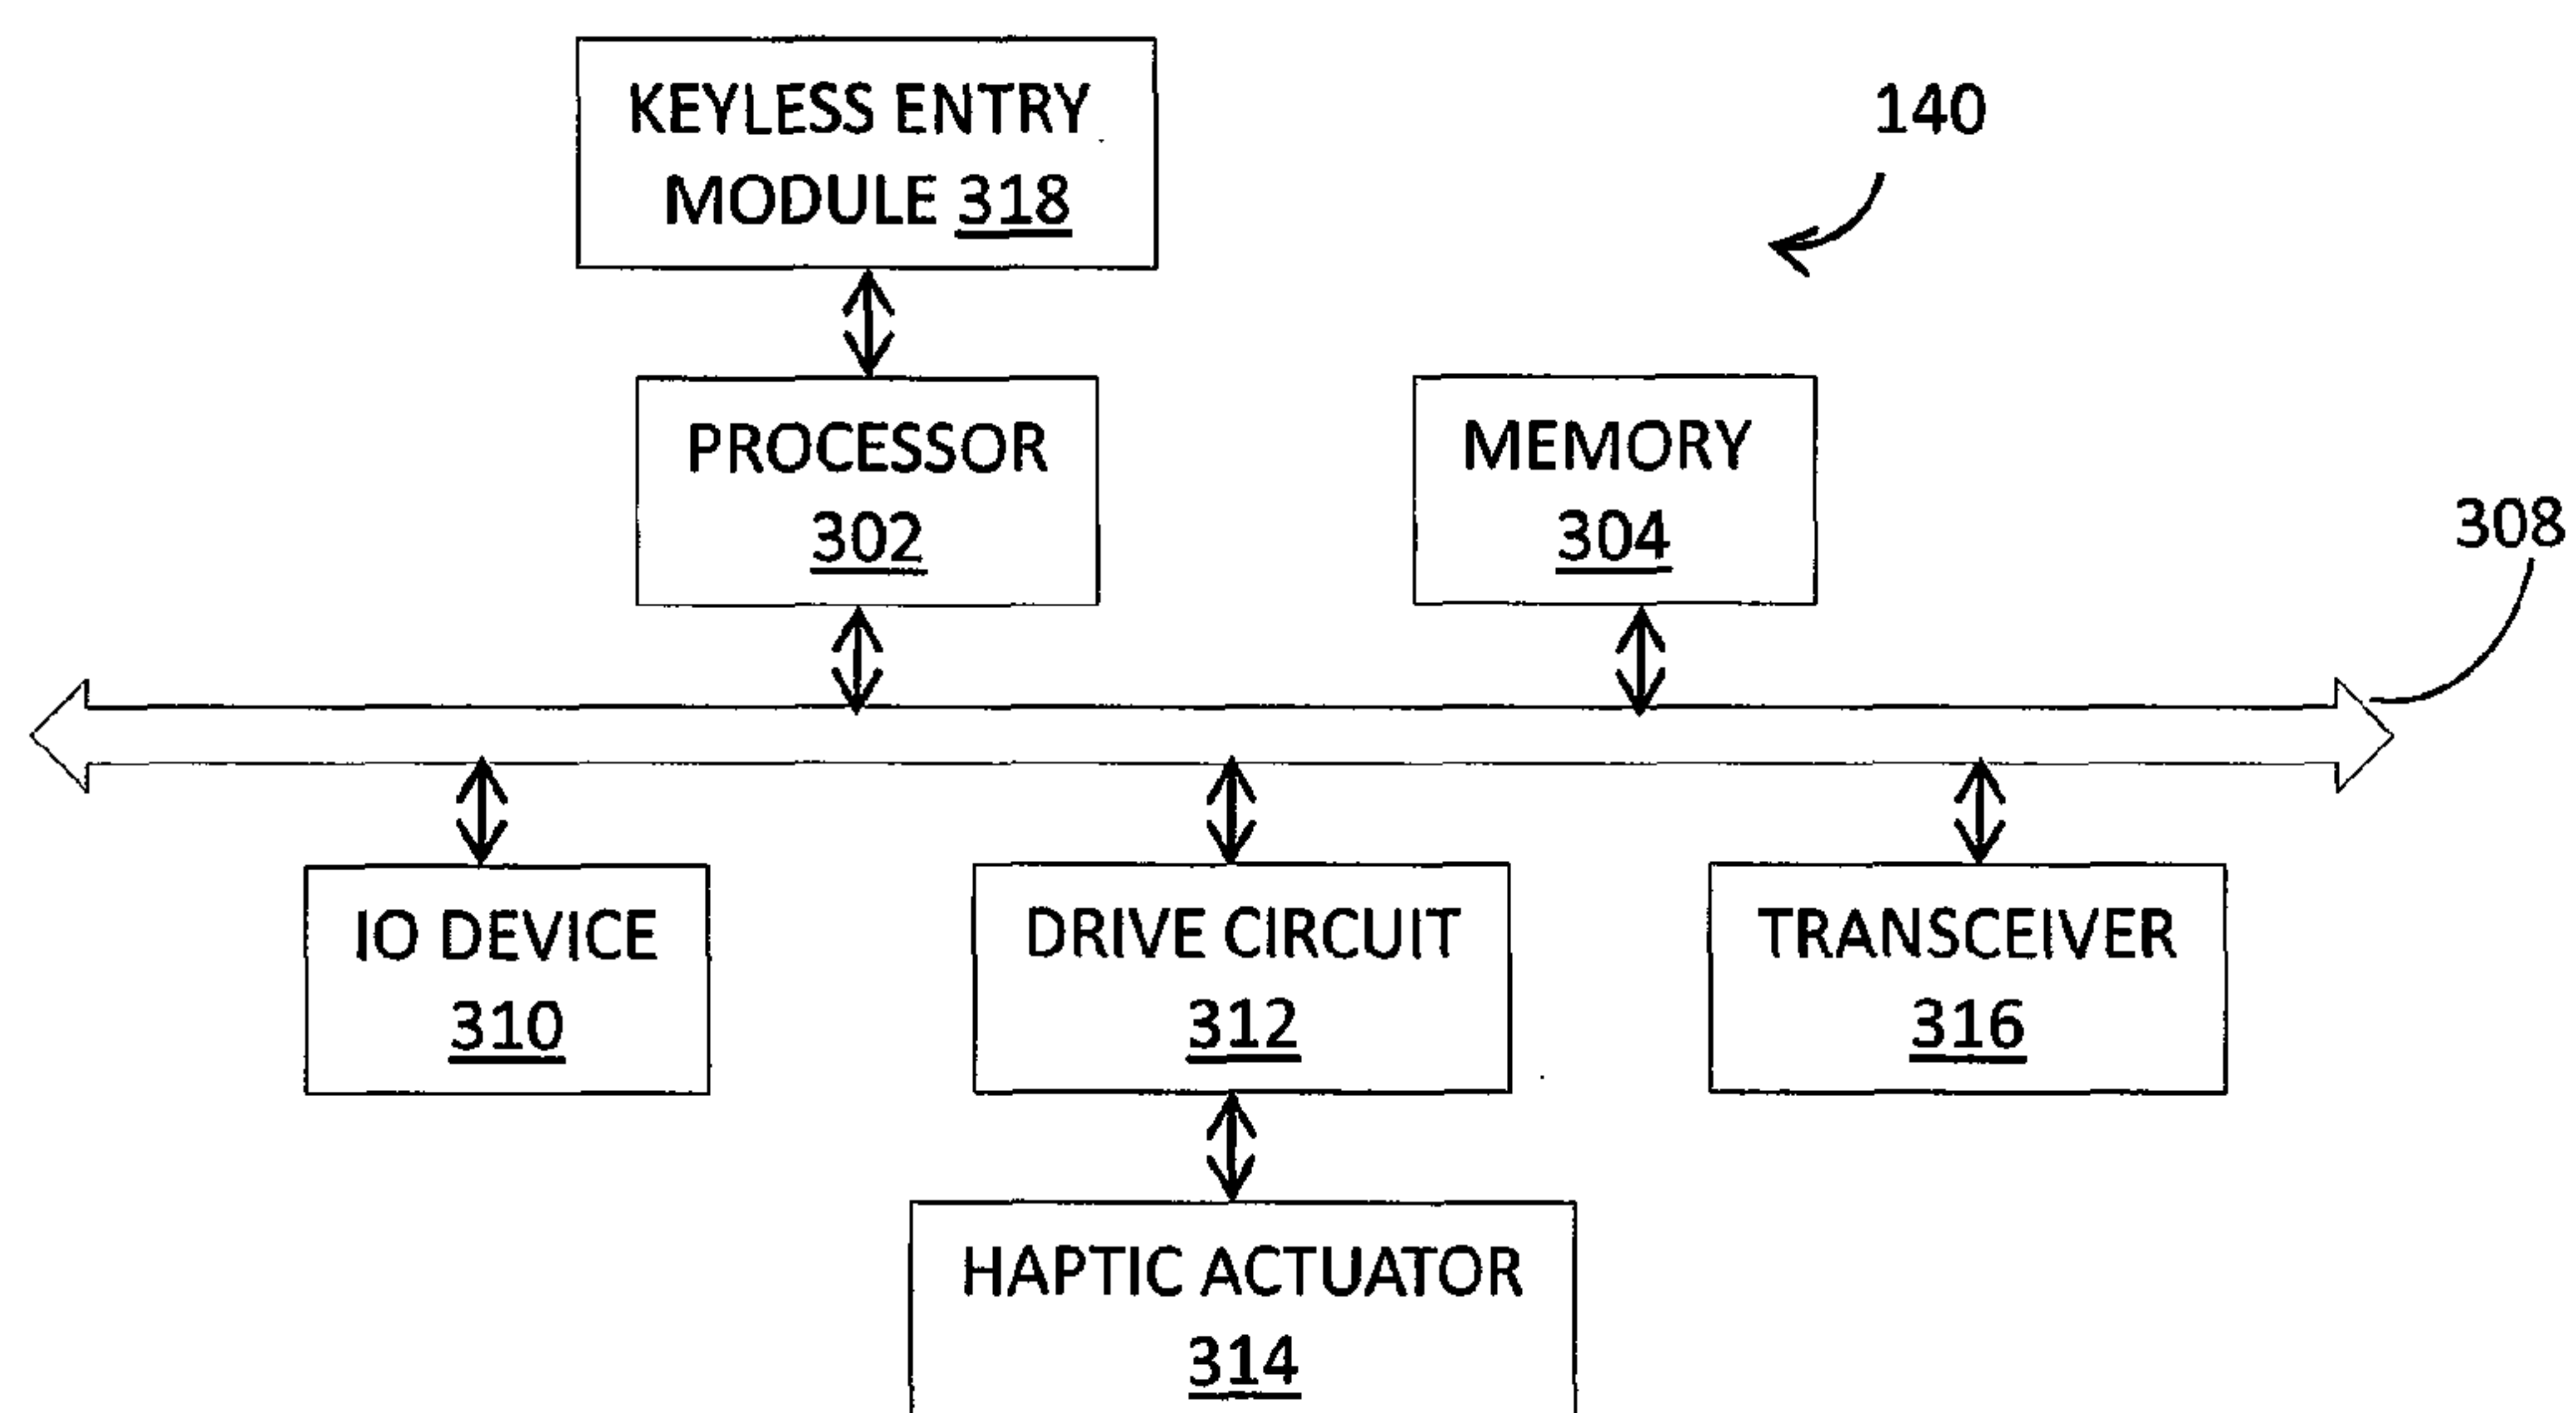 KEYLESS ENTRY
MODULE 318
140
PROCESSOR
302
MEMORY
304
308
IO DEVICE
310
DRIVE CIRCUIT
312
TRANSCEIVER
316
HAPTIC ACTUATOR
314